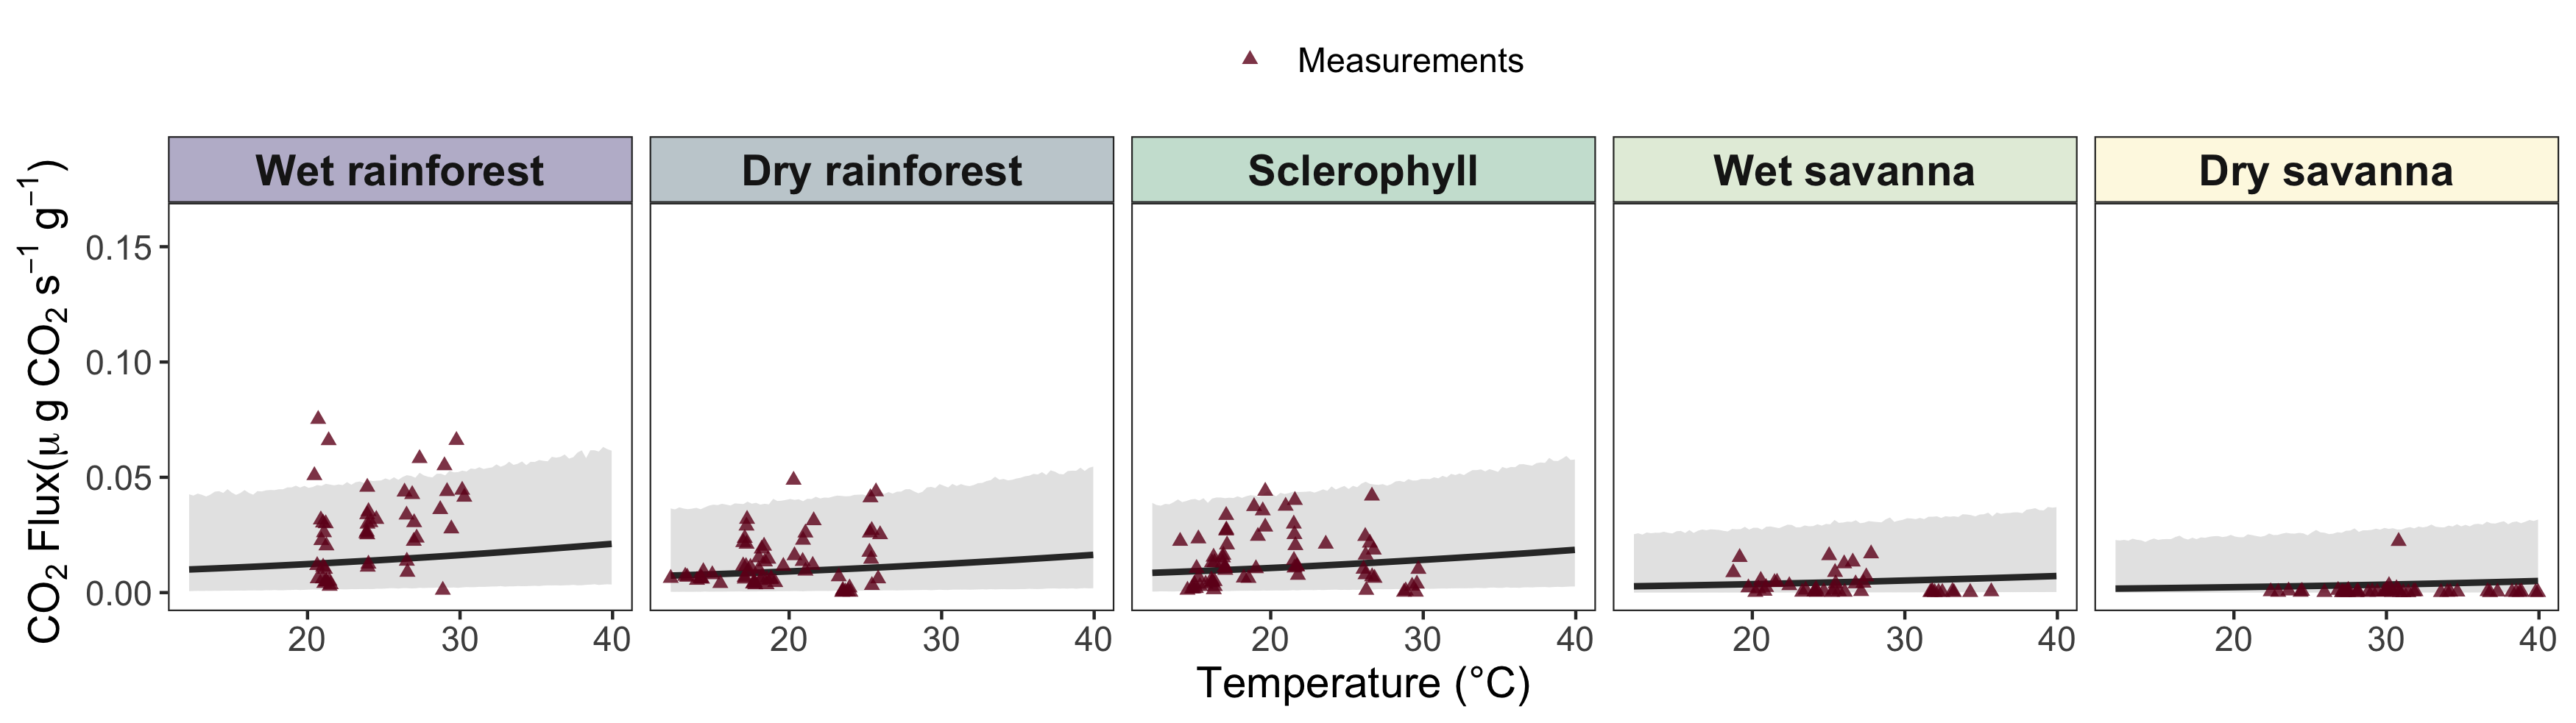 Measurements
Wet rainforest
Dry rainforest
Sclerophyll
Wet savanna
Dry savanna
CO₂ Flux(μ g CO₂ s⁻¹ g⁻¹)
0.15
0.10
0.05
0.00
20 30 40
20 30 40
20 30 40
20 30 40
20 30 40
Temperature (°C)